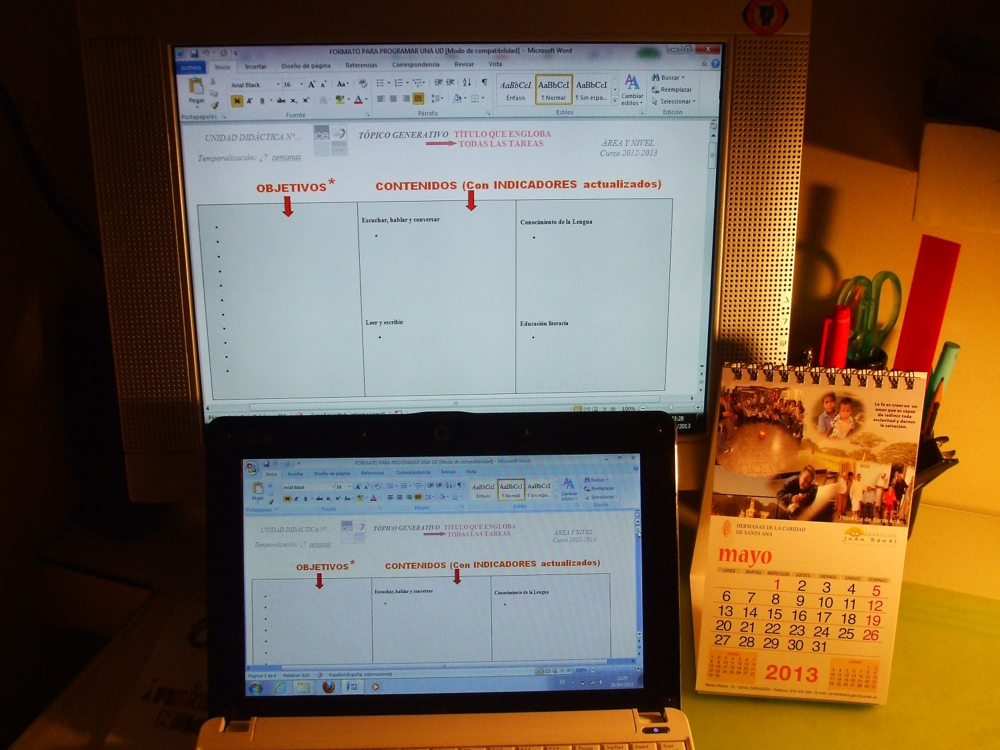 FORMATO PARA PROGRAMAR UNA UD [Modo de compatibilidad] - Microsoft Word
Archivo Inicio Insertar Diseño de página Referencias Correspondencia Revisar Vista
Arial Black 16
Buscar
Pegar
AaBbCcI AaBbCcI AaBbCcI
Énfasis ¶ Normal ¶ Sin espa...
Cambiar estilos
Reemplazar
Seleccionar
Portapapeles Fuente Párrafo Estilos Edición
UNIDAD DIDÁCTICA Nº...
ce
TÓPICO GENERATIVO TÍTULO QUE ENGLOBA
TODAS LAS TAREAS
ÁREA Y NIVEL
Temporalización: ¿? semanas
Curso 2012-2013
OBJETIVOS* CONTENIDOS (Con INDICADORES actualizados)
Escuchar, hablar y conversar
Conocimiento de la Lengua
Leer y escribir
Educación literaria
100%
3:28
/2013
FORMATO PARA PROGRAMAR UNA UD [Modo de compatibilidad] - Microsoft Word
Inicio Insertar Diseño de página Referencias Correspondencia Revisar Vista
Arial Black 16
Buscar
Pegar
AaBbCcI AaBbCcI AaBbCcI
Énfasis ¶ Normal ¶ Sin espa...
Cambiar estilos
Reemplazar
Seleccionar
Portapapeles Fuente Párrafo Estilos Edición
UNIDAD DIDÁCTICA Nº...
ce
TÓPICO GENERATIVO TÍTULO QUE ENGLOBA
TODAS LAS TAREAS
ÁREA Y NIVEL
Temporalización: ¿? semanas
Curso 2012-2013
OBJETIVOS* CONTENIDOS (Con INDICADORES actualizados)
Escuchar, hablar y conversar
Conocimiento de la Lengua
Página: 1 de 6 Palabras: 825 Español (España, internacional) 100%
ES
23:29
26/04/2013
Pausa ImpPant Insert Supr
La fe es creer en un
amor que es capaz
de redimir toda
esclavitud y darnos
la salvación.
Provincia de Santa Ana
HERMANAS DE LA CARIDAD
DE SANTA ANA
fundación
Juan Bonal
mayo
LUNES MARTES MIÉRCOLES JUEVES VIERNES SÁBADO DOMINGO
1 2 3 4 5
6 7 8 9 10 11 12
13 14 15 16 17 18 19
20 21 22 23 24 25 26
27 28 29 30 31
ABRIL
2013
JUNIO